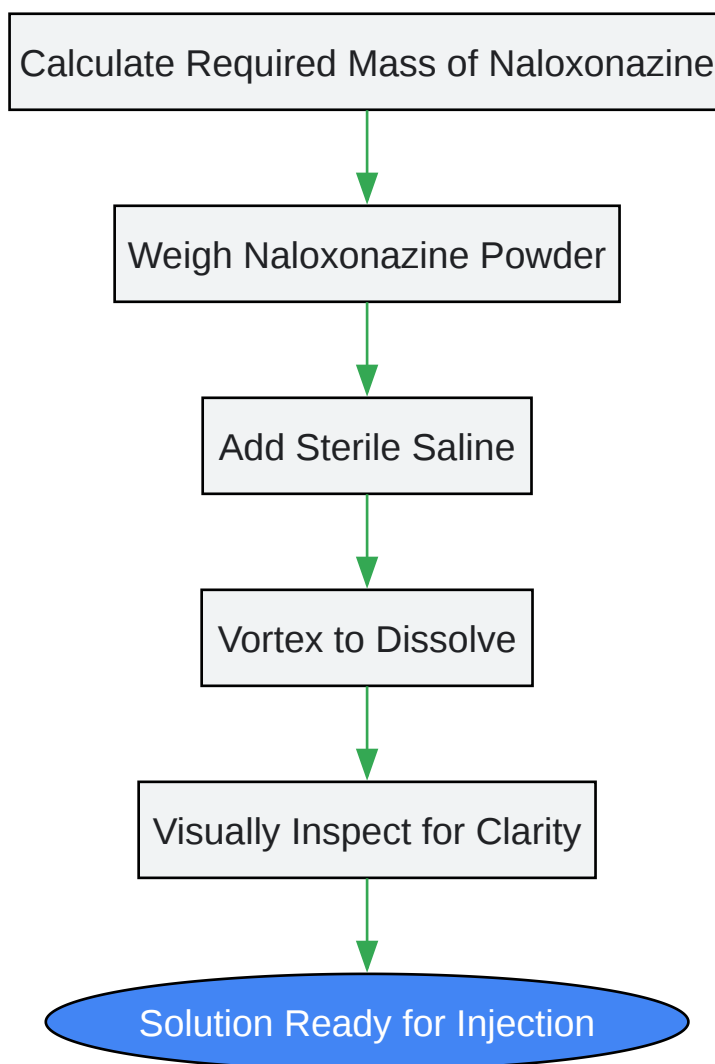 Calculate Required Mass of Naloxonazine
Weigh Naloxonazine Powder
Add Sterile Saline
Vortex to Dissolve
Visually Inspect for Clarity
Solution Ready for Injection